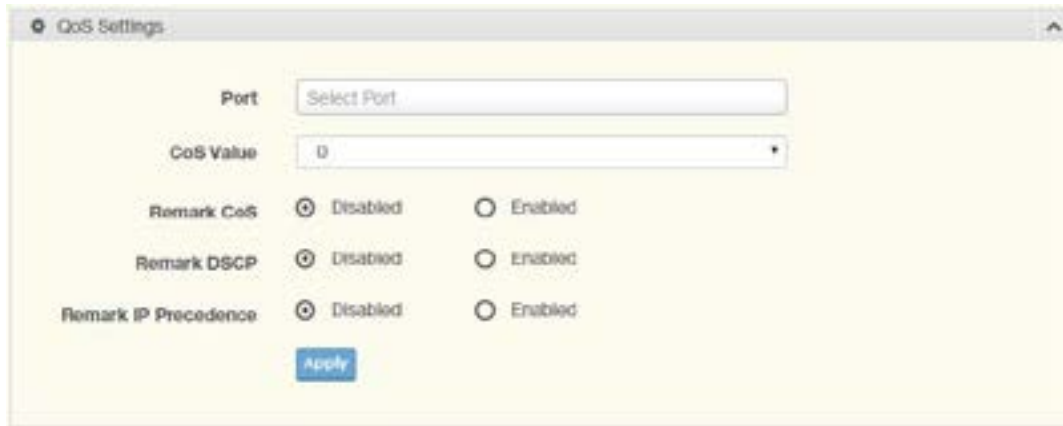 QoS Settings
Port Select Port
CoS Value 0
Remark CoS Disabled Enabled
Remark DSCP Disabled Enabled
Remark IP Precedence Disabled Enabled
Apply